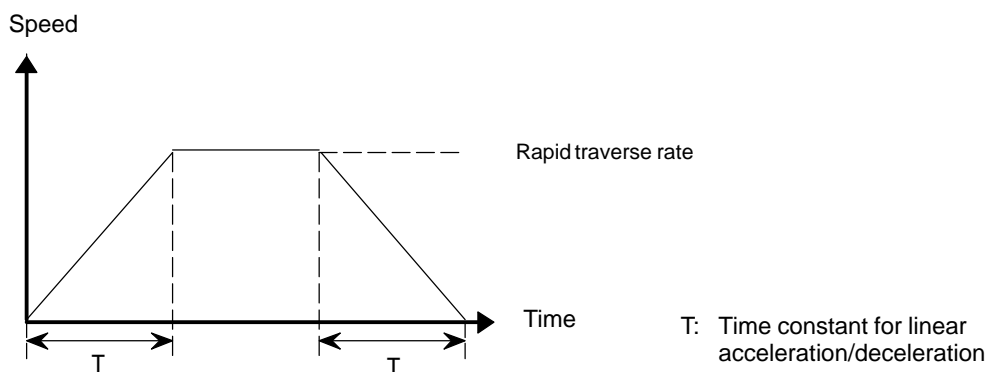 Speed
Rapid traverse rate
Time
T: Time constant for linear
acceleration/deceleration
T
T